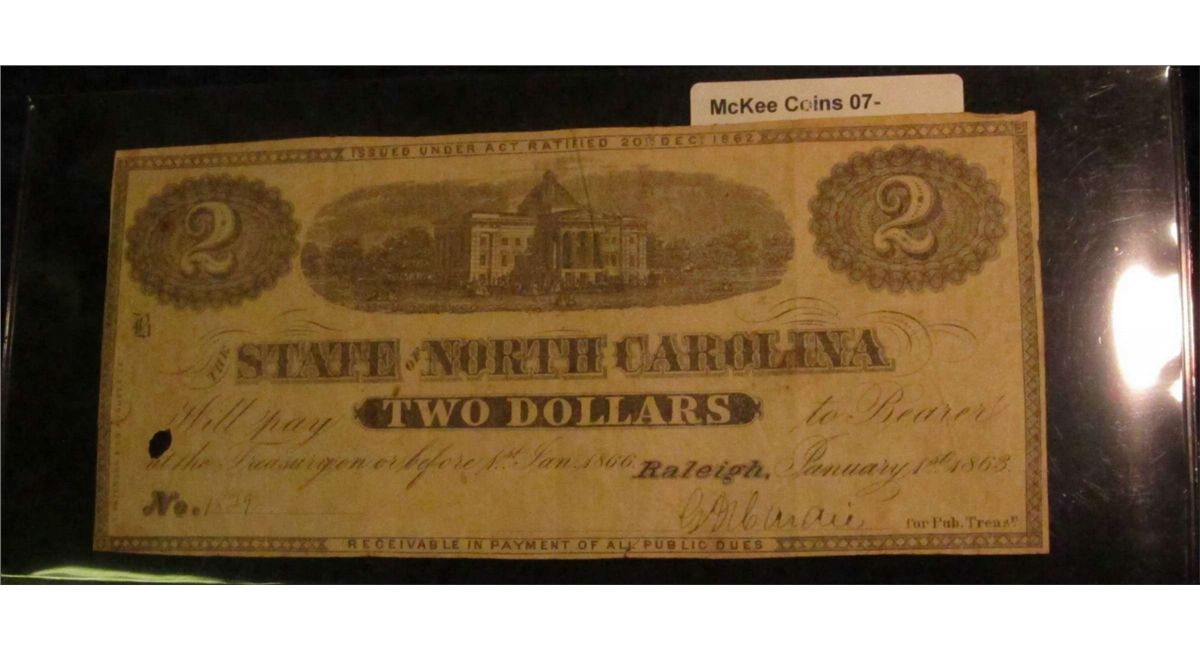 McKee Coins 07-
ISSUED UNDER ACT RATIFIED 20TH DEC. 1862
2 2
B
THE STATE OF NORTH CAROLINA
Will pay TWO DOLLARS to Bearer
at the Treasury on or before 1st Jan. 1866. Raleigh, January 1st 1863.
No. 1829
for Pub. Treasr.
RECEIVABLE IN PAYMENT OF ALL PUBLIC DUES